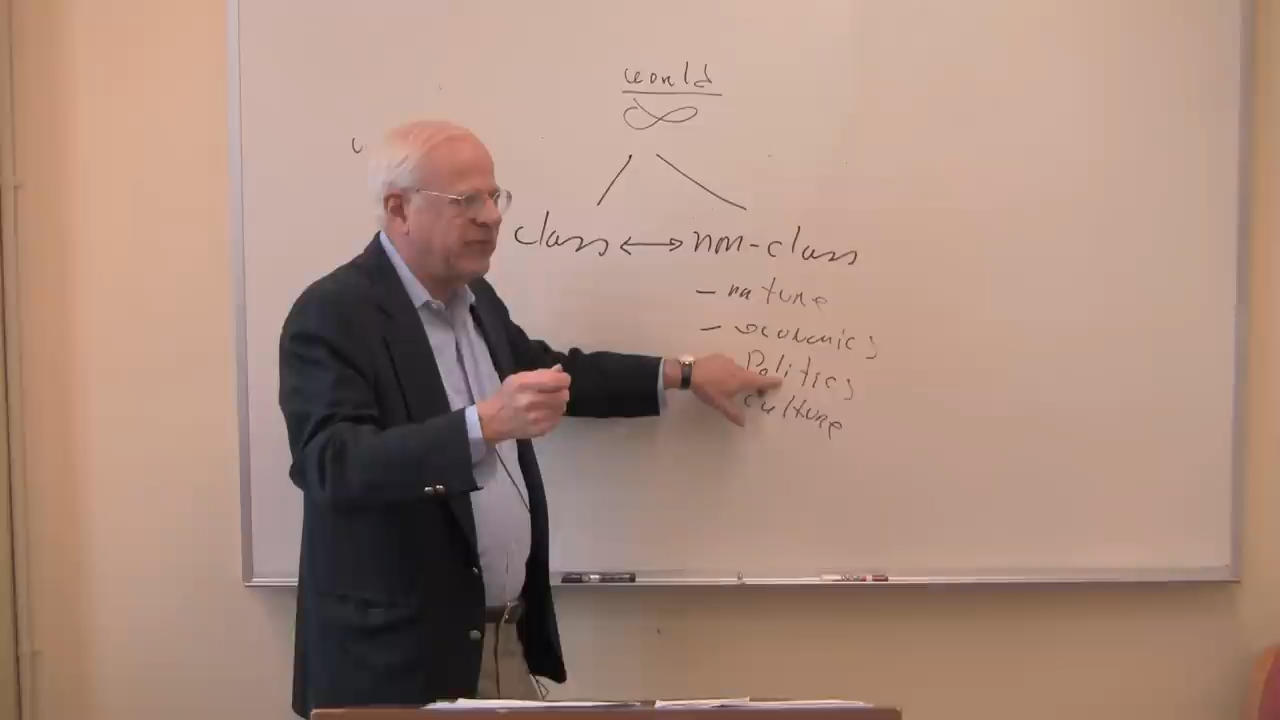 world
∞
class ↔ non-class
– nature
– economics
Politics
culture